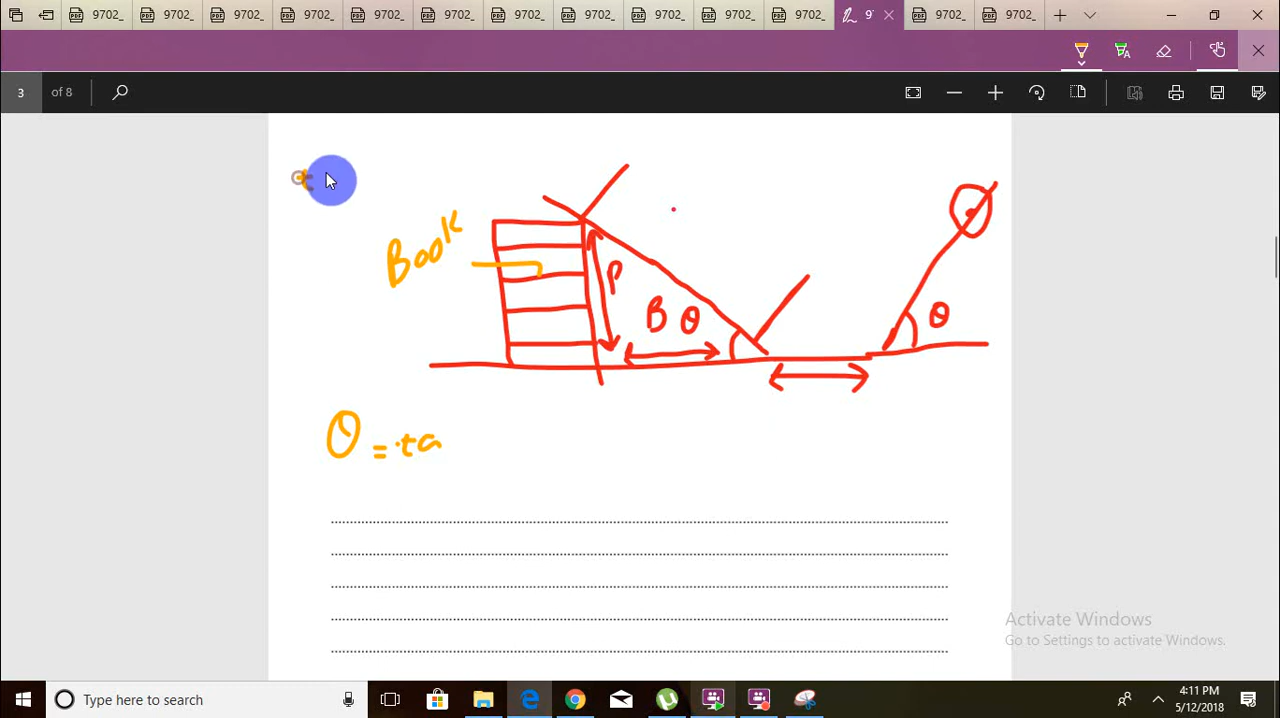 9702_ 9702_ 9702_ 9702_ 9702_ 9702_ 9702_ 9702_ 9702_ 9702_ 9702_ 9' 9702_ 9702_
3 of 8
Book
P
B θ
θ
θ = ta
Activate Windows
Go to Settings to activate Windows.
Type here to search
4:11 PM
5/12/2018